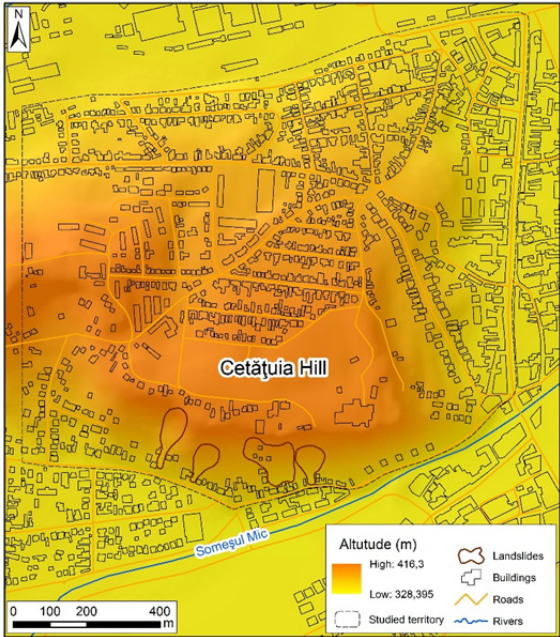 N
Cetăţuia Hill
Someşul Mic
0 100 200 400
m
Altutude (m)
High: 416,3
Low: 328,395
Studied territory
Landslides
Buildings
Roads
Rivers